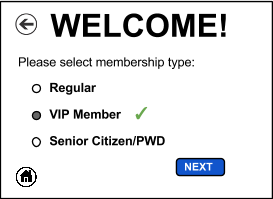 WELCOME!
Please select membership type:
Regular
VIP Member
Senior Citizen/PWD
NEXT